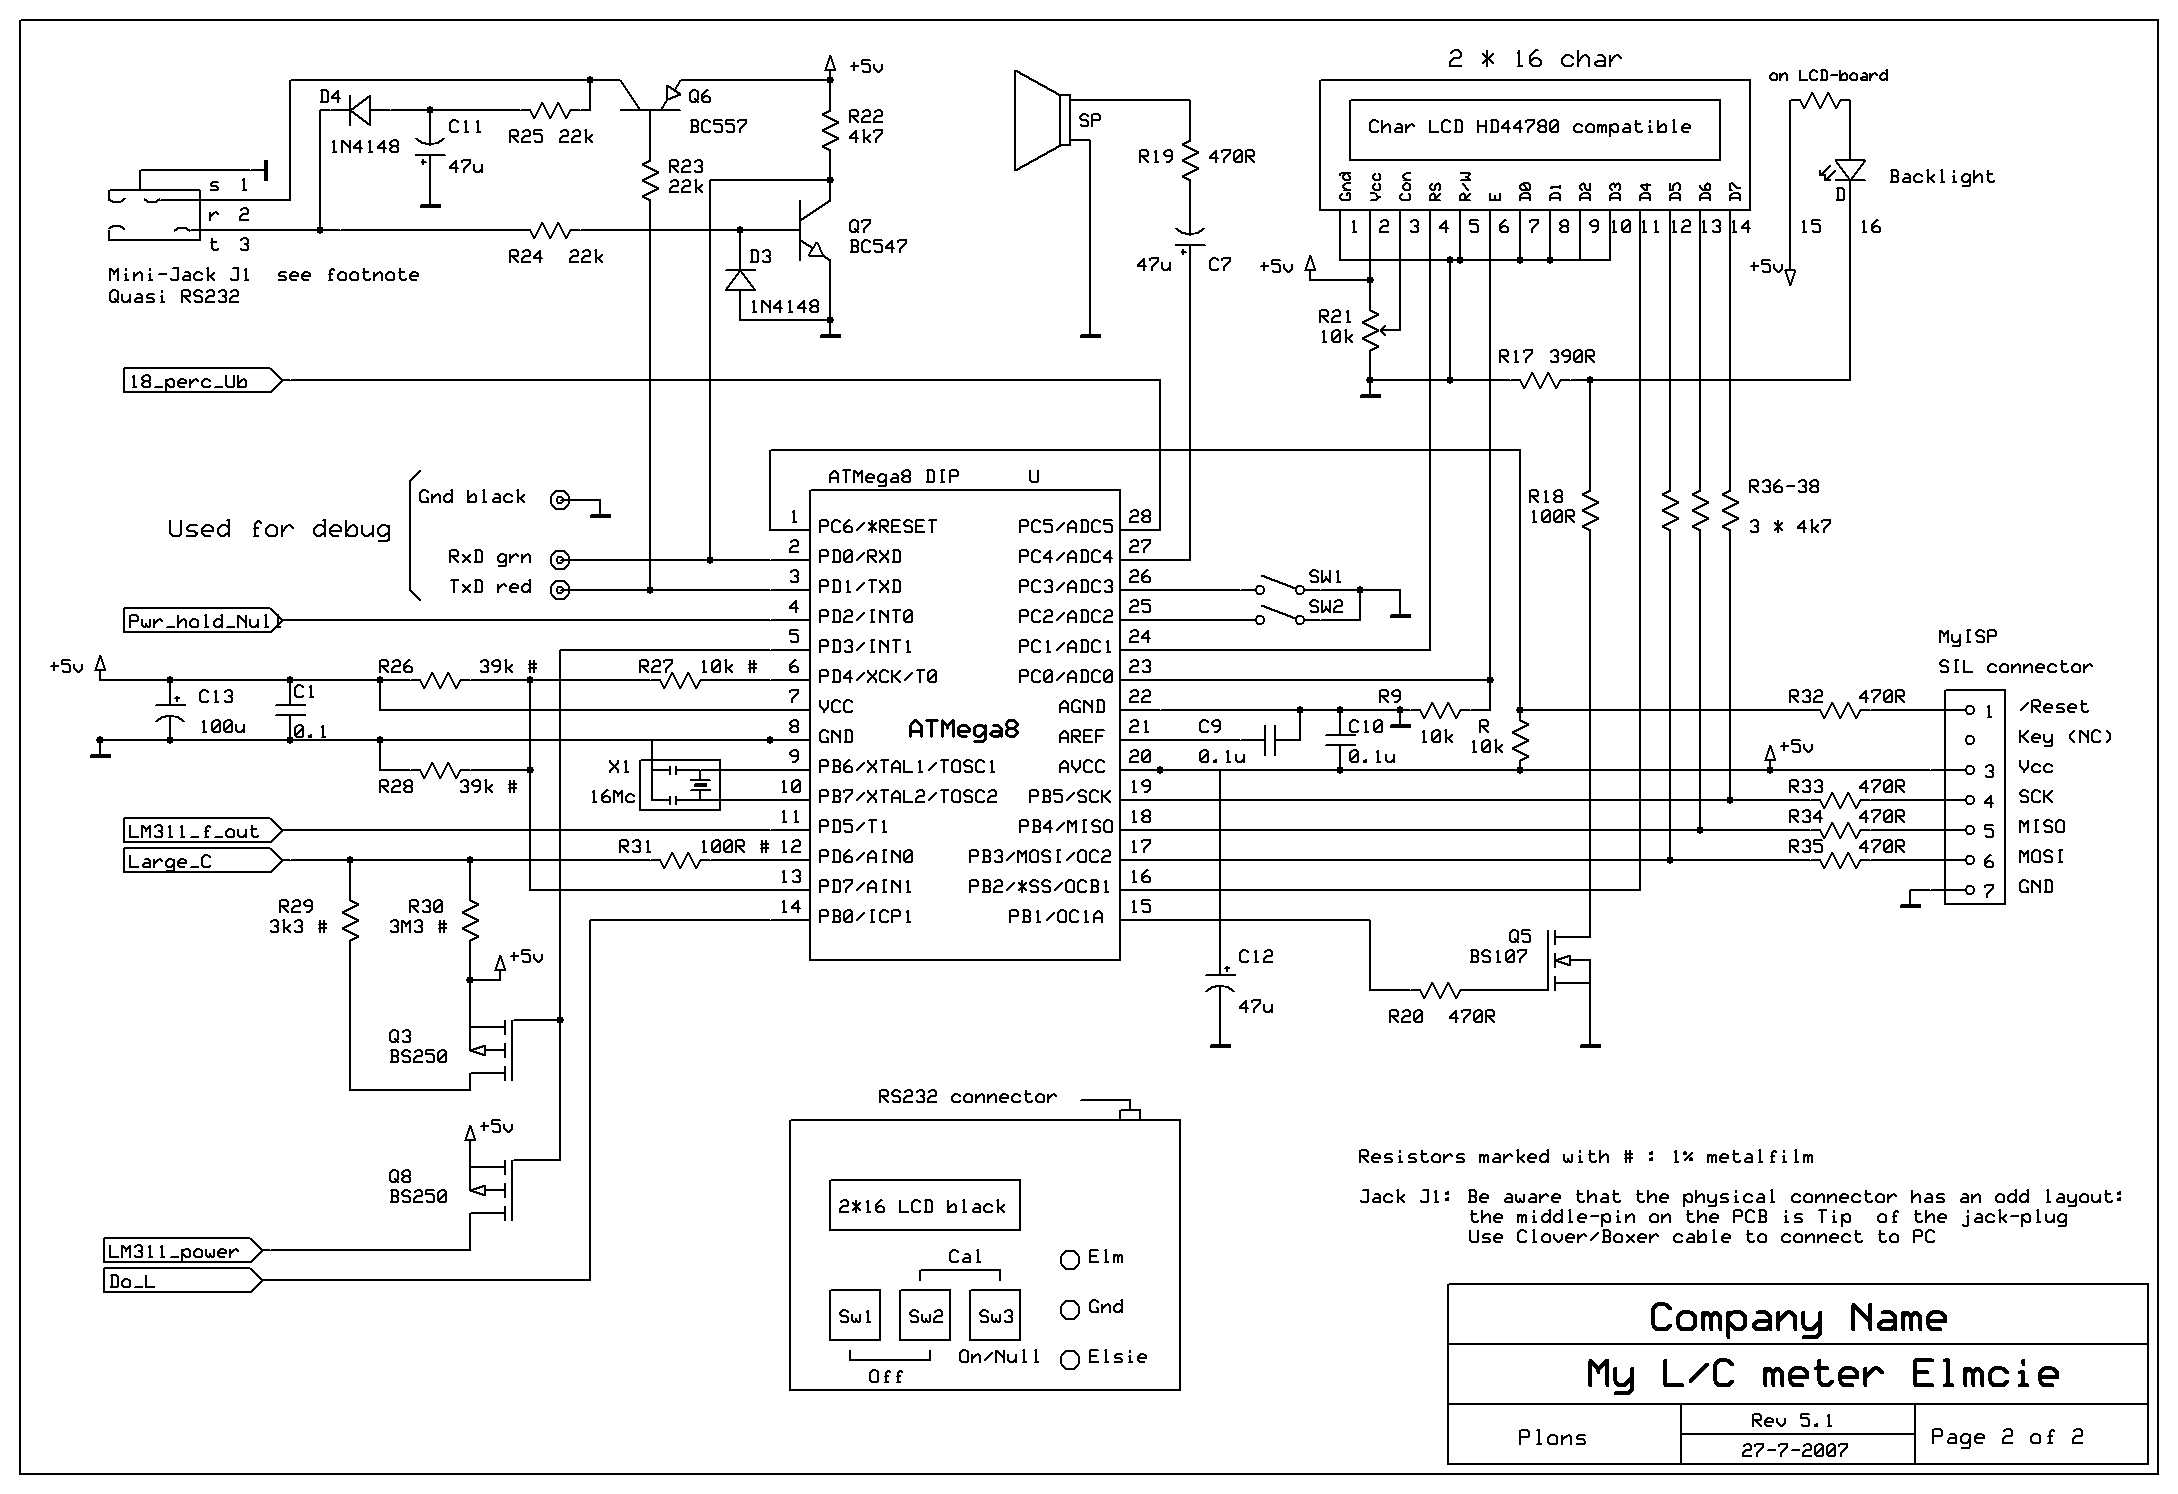 2 * 16 char
on LCD-board
+5v
D4
Q6
BC557
R22
4k7
C11
R25 22k
1N4148
47u
R23
22k
SP
R19 470R
Char LCD HD44780 compatible
Gnd Vcc Con RS R/W E D0 D1 D2 D3 D4 D5 D6 D7
D
Backlight
s 1
r 2
t 3
1 2 3 4 5 6 7 8 9 10 11 12 13 14
15 16
Q7
BC547
R24 22k
D3
1N4148
47u C7
+5v
+5v
Mini-Jack J1 see footnote
Quasi RS232
R21
10k
R17 390R
18_perc_Ub
ATMega8 DIP U
Gnd black
Used for debug
RxD grn
TxD red
R18
100R
R36-38
3 * 4k7
1 PC6/*RESET PC5/ADC5 28
2 PD0/RXD PC4/ADC4 27
3 PD1/TXD PC3/ADC3 26
4 PD2/INT0 PC2/ADC2 25
5 PD3/INT1 PC1/ADC1 24
6 PD4/XCK/T0 PC0/ADC0 23
7 VCC AGND 22
ATMega8
8 GND AREF 21
9 PB6/XTAL1/TOSC1 AVCC 20
10 PB7/XTAL2/TOSC2 PB5/SCK 19
11 PD5/T1 PB4/MISO 18
12 PD6/AIN0 PB3/MOSI/OC2 17
13 PD7/AIN1 PB2/*SS/OCB1 16
14 PB0/ICP1 PB1/OC1A 15
SW1
SW2
Pwr_hold_Nul
+5v
R26 39k #
R27 10k #
C13
100u
C1
0.1
R28 39k #
X1
16Mc
LM311_f_out
Large_C
R31 100R #
R29
3k3 #
R30
3M3 #
+5v
Q3
BS250
+5v
Q8
BS250
LM311_power
Do_L
R9
10k
C9
0.1u
C10
0.1u
R
10k
C12
47u
Q5
BS107
R20 470R
MyISP
SIL connector
R32 470R
+5v
R33 470R
R34 470R
R35 470R
1 /Reset
Key (NC)
3 Vcc
4 SCK
5 MISO
6 MOSI
7 GND
RS232 connector
2*16 LCD black
Cal
Elm
Gnd
Sw1 Sw2 Sw3
On/Null
Elsie
Off
Resistors marked with # : 1% metalfilm
Jack J1: Be aware that the physical connector has an odd layout:
the middle-pin on the PCB is Tip of the jack-plug
Use Clover/Boxer cable to connect to PC
Company Name
My L/C meter Elmcie
Plons
Rev 5.1
27-7-2007
Page 2 of 2